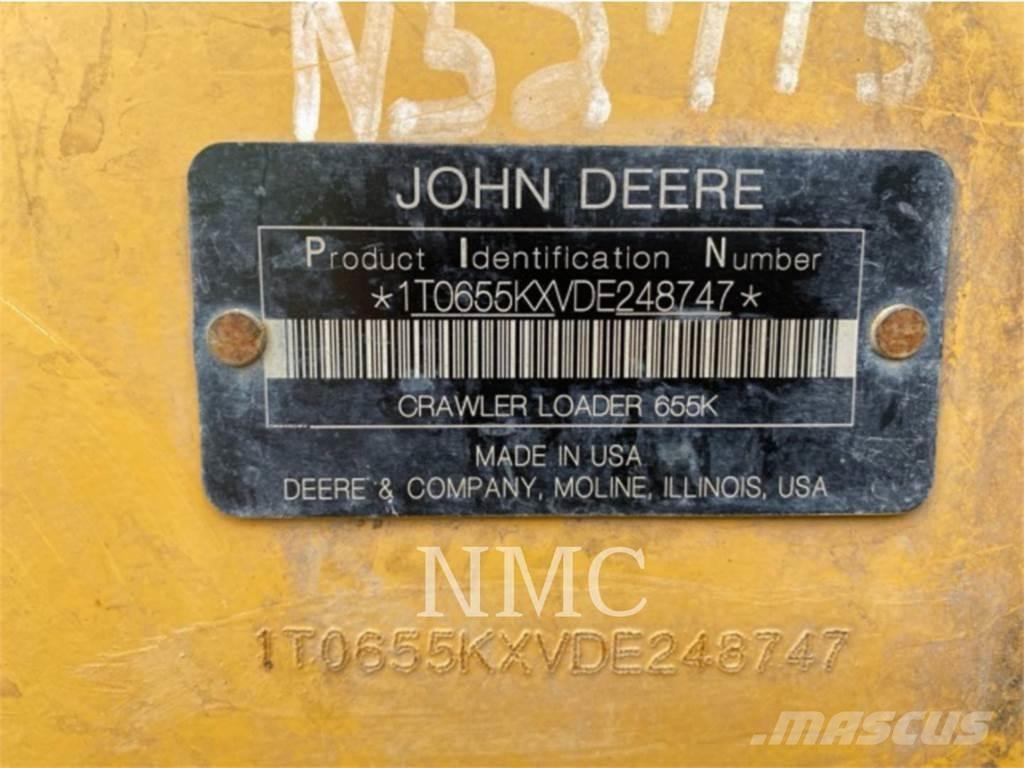 JOHN DEERE
Product Identification Number
*1T0655KXVDE248747*
CRAWLER LOADER 655K
MADE IN USA
DEERE & COMPANY, MOLINE, ILLINOIS, USA
NMC
1T0655KXVDE248747
MASCUS